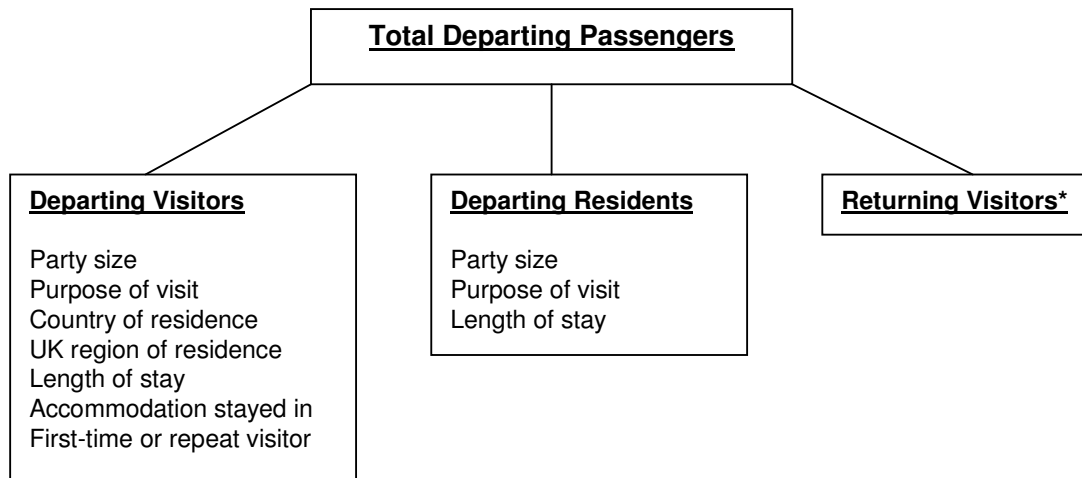 Total Departing Passengers
Departing Visitors
Party size
Purpose of visit
Country of residence
UK region of residence
Length of stay
Accommodation stayed in
First-time or repeat visitor
Departing Residents
Party size
Purpose of visit
Length of stay
Returning Visitors*